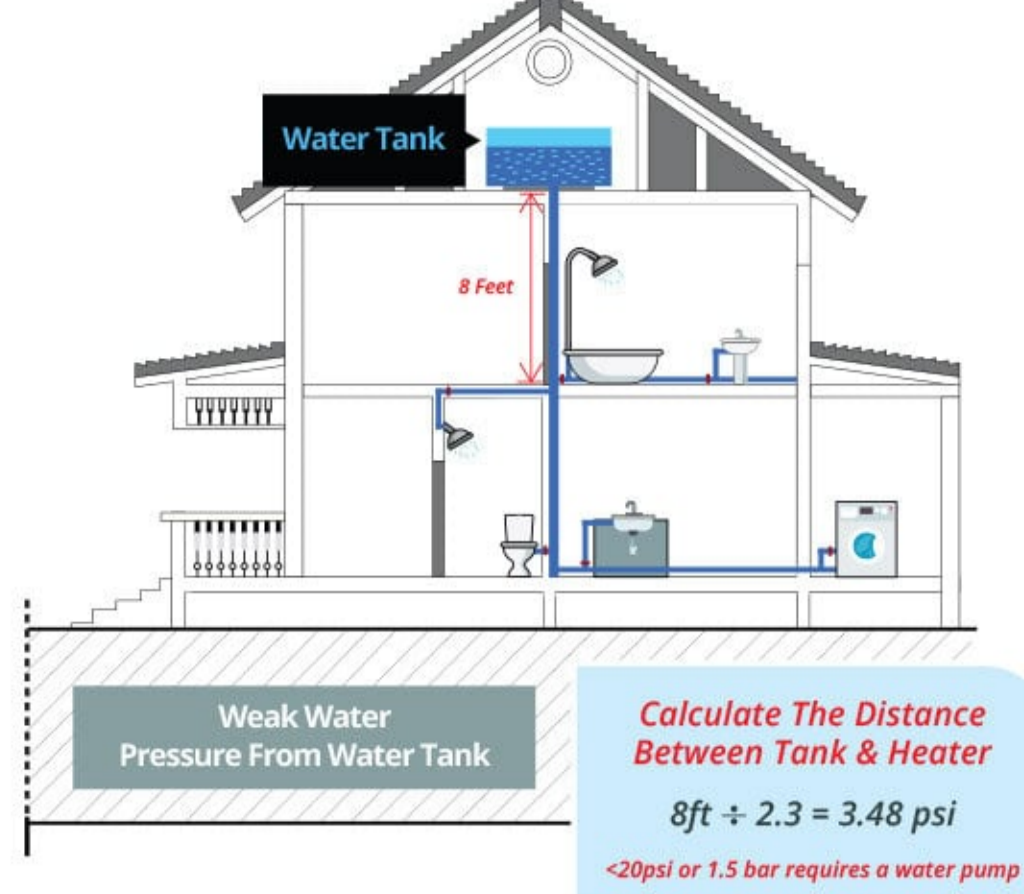 Water Tank
8 Feet
Weak Water
Pressure From Water Tank
Calculate The Distance
Between Tank & Heater
8ft ÷ 2.3 = 3.48 psi
<20psi or 1.5 bar requires a water pump